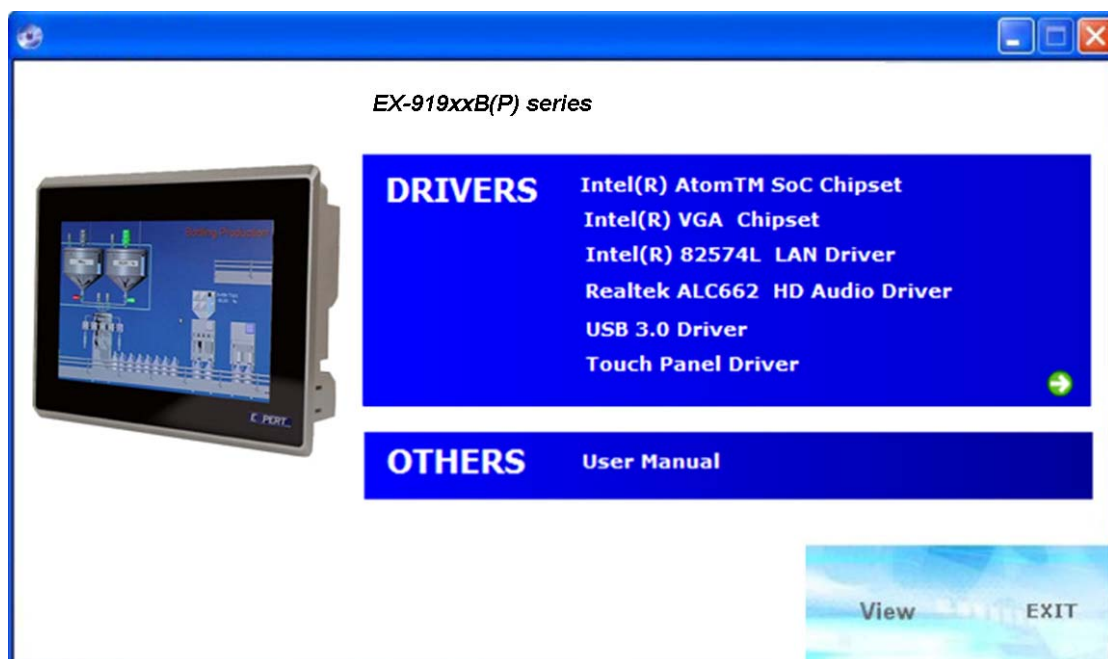 EX-919xxB(P) series
DRIVERS
Intel(R) AtomTM SoC Chipset
Intel(R) VGA  Chipset
Intel(R) 82574L  LAN Driver
Realtek ALC662  HD Audio Driver
USB 3.0 Driver
Touch Panel Driver
OTHERS
User Manual
View
EXIT